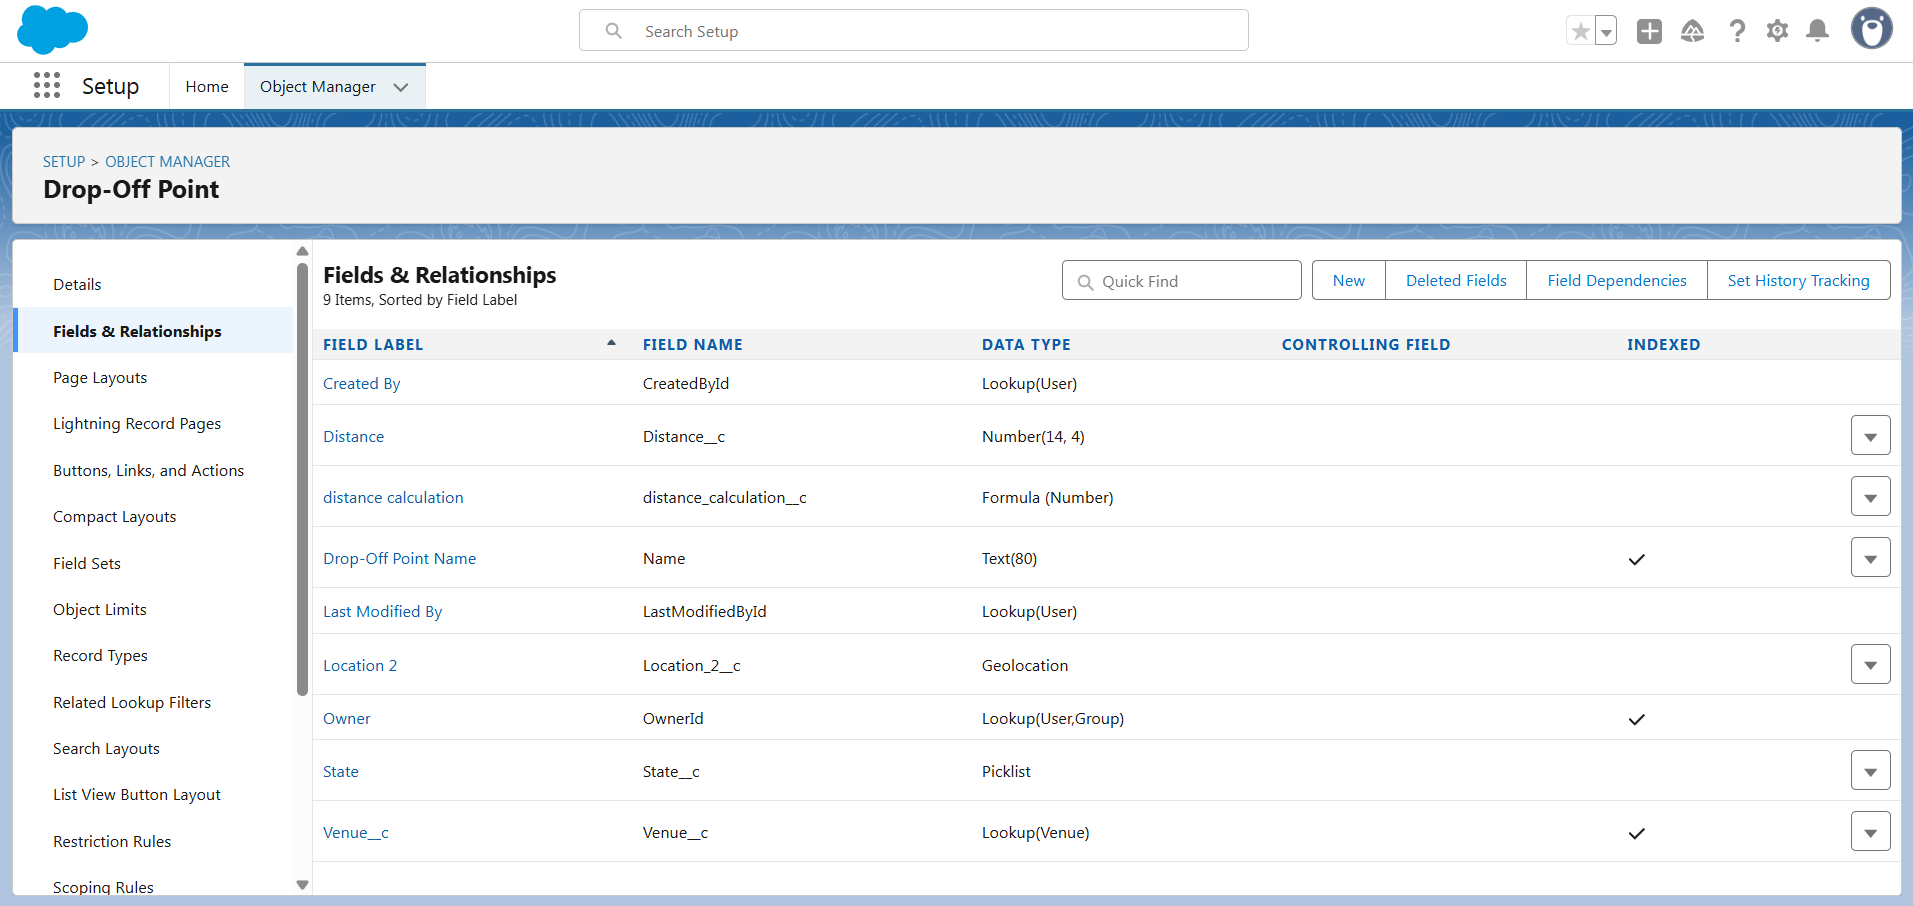 Search Setup
Setup
Home
Object Manager
SETUP > OBJECT MANAGER
Drop-Off Point
Details
Fields & Relationships
Page Layouts
Lightning Record Pages
Buttons, Links, and Actions
Compact Layouts
Field Sets
Object Limits
Record Types
Related Lookup Filters
Search Layouts
List View Button Layout
Restriction Rules
Scoping Rules
Fields & Relationships
9 Items, Sorted by Field Label
Quick Find
New
Deleted Fields
Field Dependencies
Set History Tracking
FIELD LABEL FIELD NAME DATA TYPE CONTROLLING FIELD INDEXED
Created By CreatedById Lookup(User)
Distance Distance__c Number(14, 4)
distance calculation distance_calculation__c Formula (Number)
Drop-Off Point Name Name Text(80)
Last Modified By LastModifiedById Lookup(User)
Location 2 Location_2__c Geolocation
Owner OwnerId Lookup(User,Group)
State State__c Picklist
Venue__c Venue__c Lookup(Venue)